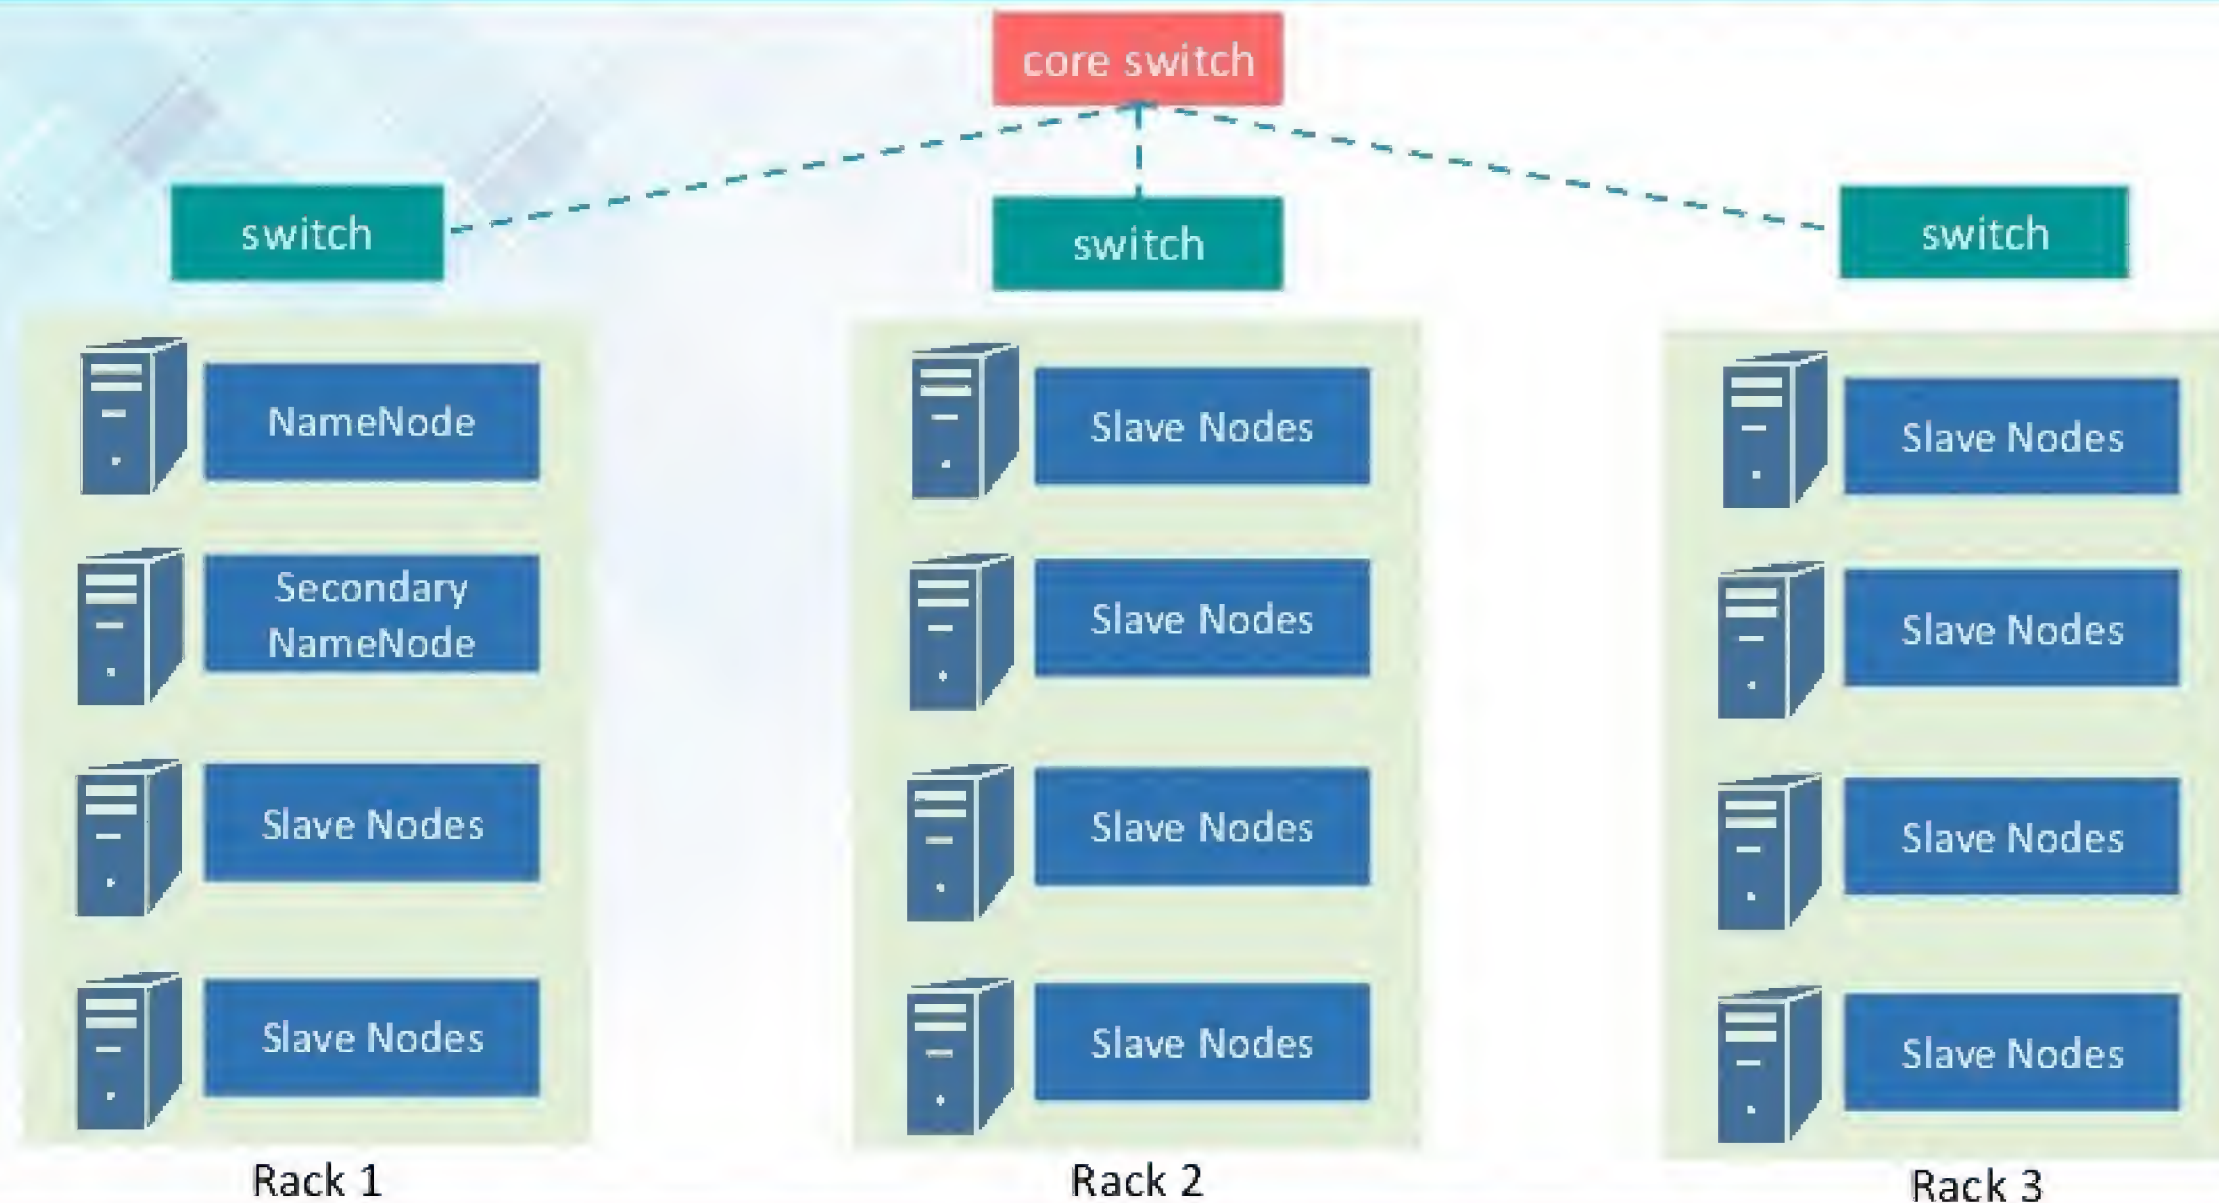 core switch
switch
switch
switch
NameNode
Secondary
NameNode
Slave Nodes
Slave Nodes
Rack 1
Slave Nodes
Slave Nodes
Slave Nodes
Slave Nodes
Rack 2
Slave Nodes
Slave Nodes
Slave Nodes
Slave Nodes
Rack 3